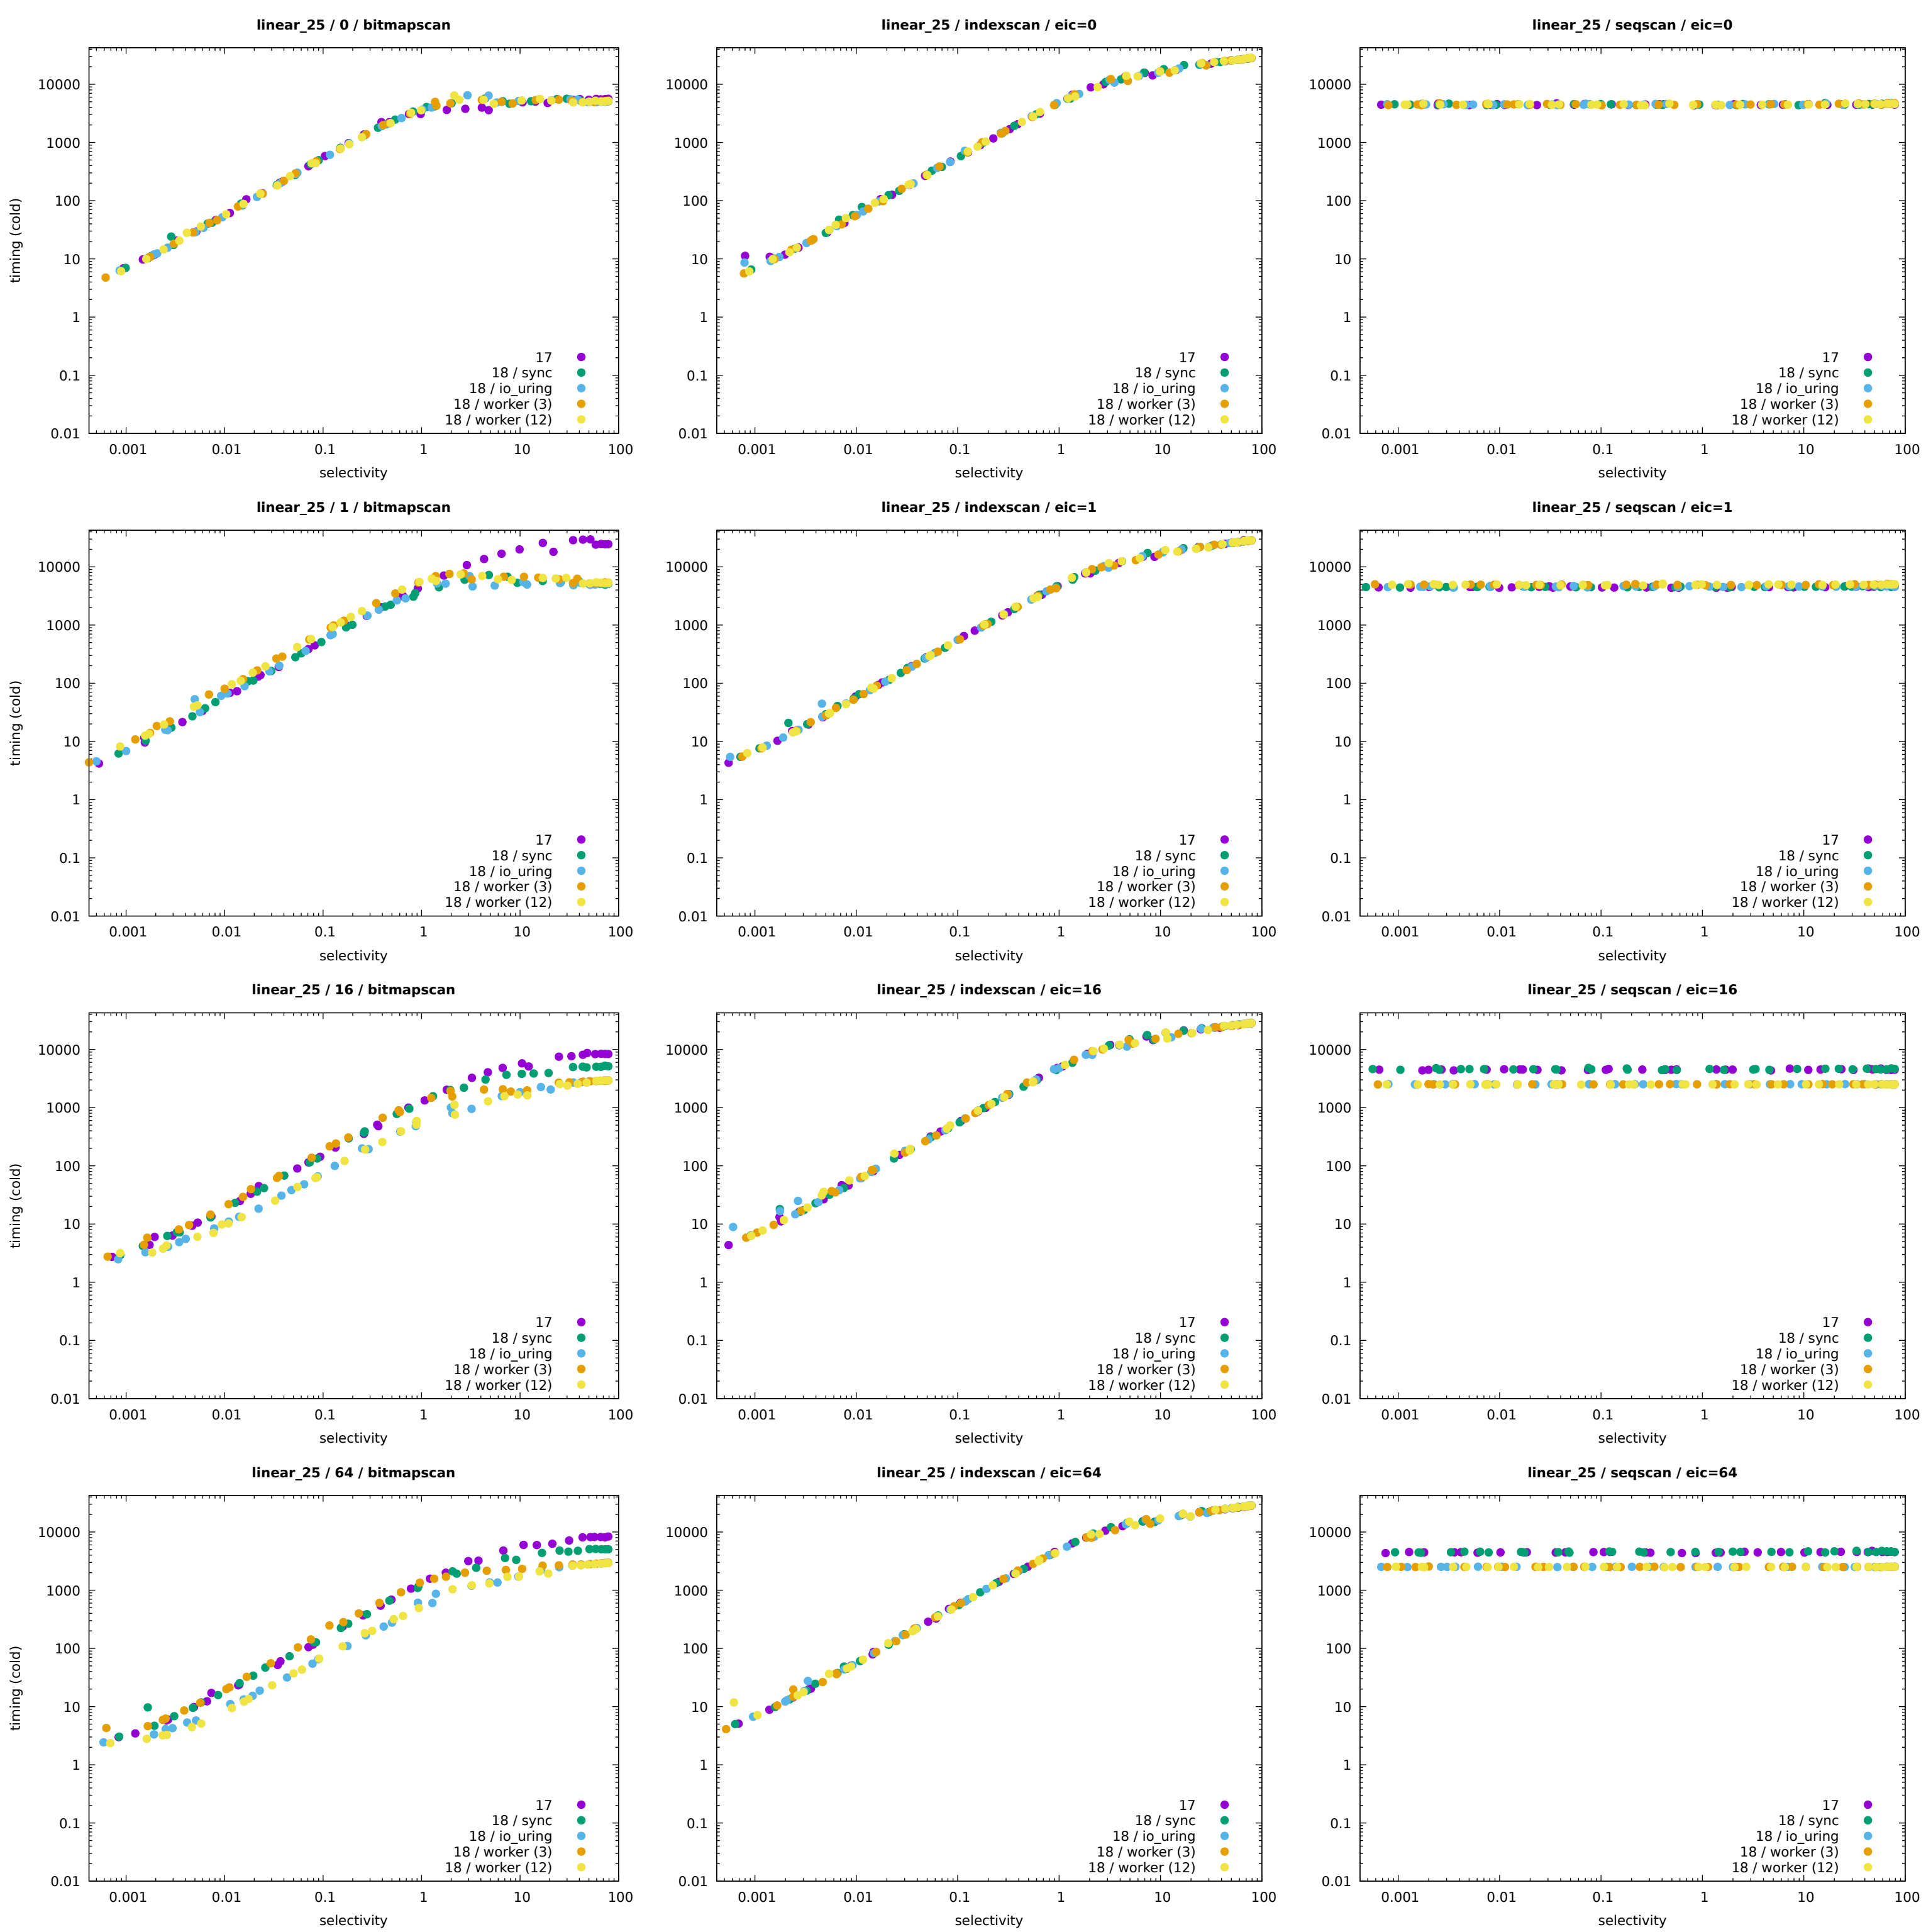 linear_25 / 0 / bitmapscan
timing (cold)
10000
1000
100
10
1
0.1
0.01
17
18 / sync
18 / io_uring
18 / worker (3)
18 / worker (12)
0.001 0.01 0.1 1 10 100
selectivity
linear_25 / indexscan / eic=0
10000
1000
100
10
1
0.1
0.01
17
18 / sync
18 / io_uring
18 / worker (3)
18 / worker (12)
0.001 0.01 0.1 1 10 100
selectivity
linear_25 / seqscan / eic=0
10000
1000
100
10
1
0.1
0.01
17
18 / sync
18 / io_uring
18 / worker (3)
18 / worker (12)
0.001 0.01 0.1 1 10 100
selectivity
linear_25 / 1 / bitmapscan
timing (cold)
10000
1000
100
10
1
0.1
0.01
17
18 / sync
18 / io_uring
18 / worker (3)
18 / worker (12)
0.001 0.01 0.1 1 10 100
selectivity
linear_25 / indexscan / eic=1
10000
1000
100
10
1
0.1
0.01
17
18 / sync
18 / io_uring
18 / worker (3)
18 / worker (12)
0.001 0.01 0.1 1 10 100
selectivity
linear_25 / seqscan / eic=1
10000
1000
100
10
1
0.1
0.01
17
18 / sync
18 / io_uring
18 / worker (3)
18 / worker (12)
0.001 0.01 0.1 1 10 100
selectivity
linear_25 / 16 / bitmapscan
timing (cold)
10000
1000
100
10
1
0.1
0.01
17
18 / sync
18 / io_uring
18 / worker (3)
18 / worker (12)
0.001 0.01 0.1 1 10 100
selectivity
linear_25 / indexscan / eic=16
10000
1000
100
10
1
0.1
0.01
17
18 / sync
18 / io_uring
18 / worker (3)
18 / worker (12)
0.001 0.01 0.1 1 10 100
selectivity
linear_25 / seqscan / eic=16
10000
1000
100
10
1
0.1
0.01
17
18 / sync
18 / io_uring
18 / worker (3)
18 / worker (12)
0.001 0.01 0.1 1 10 100
selectivity
linear_25 / 64 / bitmapscan
timing (cold)
10000
1000
100
10
1
0.1
0.01
17
18 / sync
18 / io_uring
18 / worker (3)
18 / worker (12)
0.001 0.01 0.1 1 10 100
selectivity
linear_25 / indexscan / eic=64
10000
1000
100
10
1
0.1
0.01
17
18 / sync
18 / io_uring
18 / worker (3)
18 / worker (12)
0.001 0.01 0.1 1 10 100
selectivity
linear_25 / seqscan / eic=64
10000
1000
100
10
1
0.1
0.01
17
18 / sync
18 / io_uring
18 / worker (3)
18 / worker (12)
0.001 0.01 0.1 1 10 100
selectivity